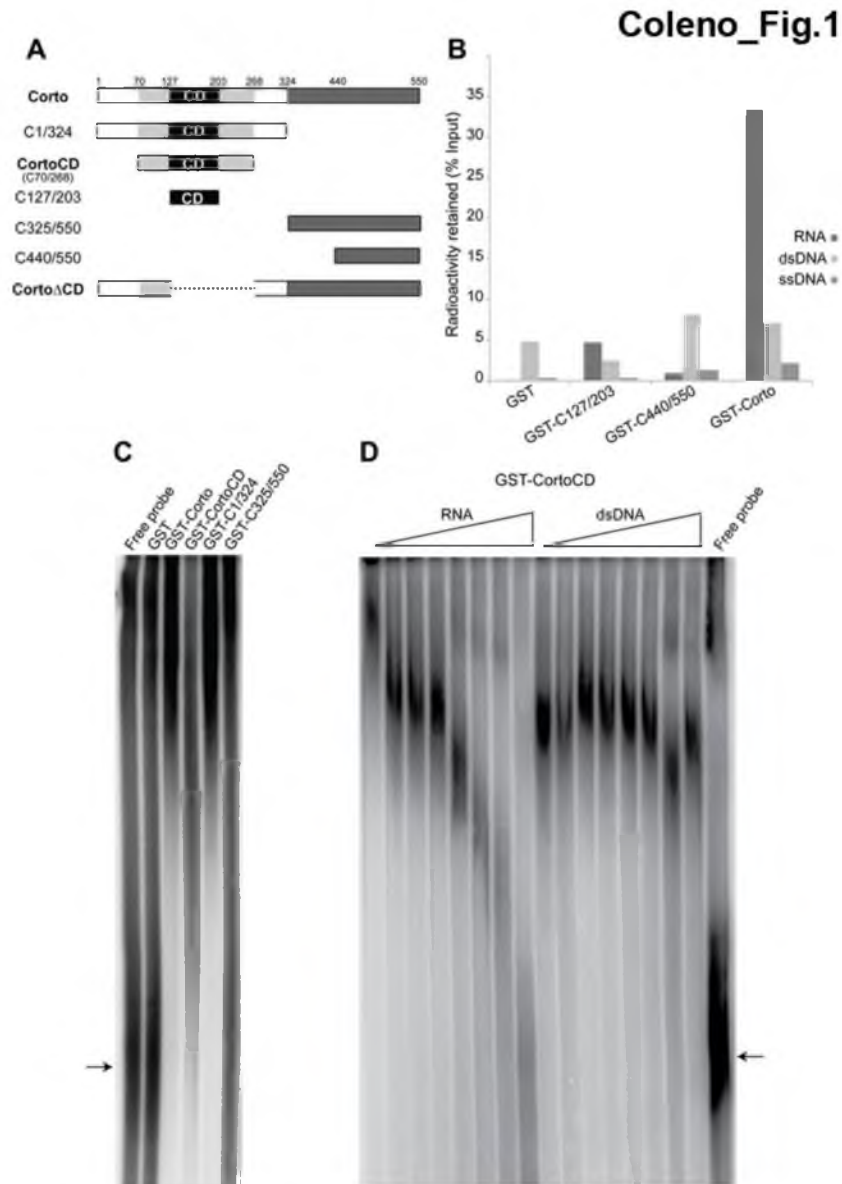 Coleno_Fig.1
A
1 70 127 203 268 324 440 550
Corto CD
C1/324 CD
CortoCD CD
(C70/268)
C127/203 CD
C325/550
C440/550
CortoΔCD
B
Radioactivity retained (% Input)
35
30
25
20
15
10
5
0
RNA
dsDNA
ssDNA
GST
GST-C127/203
GST-C440/550
GST-Corto
C
Free probe
GST
GST-Corto
GST-CortoCD
GST-C1/324
GST-C325/550
D
GST-CortoCD
RNA dsDNA Free probe